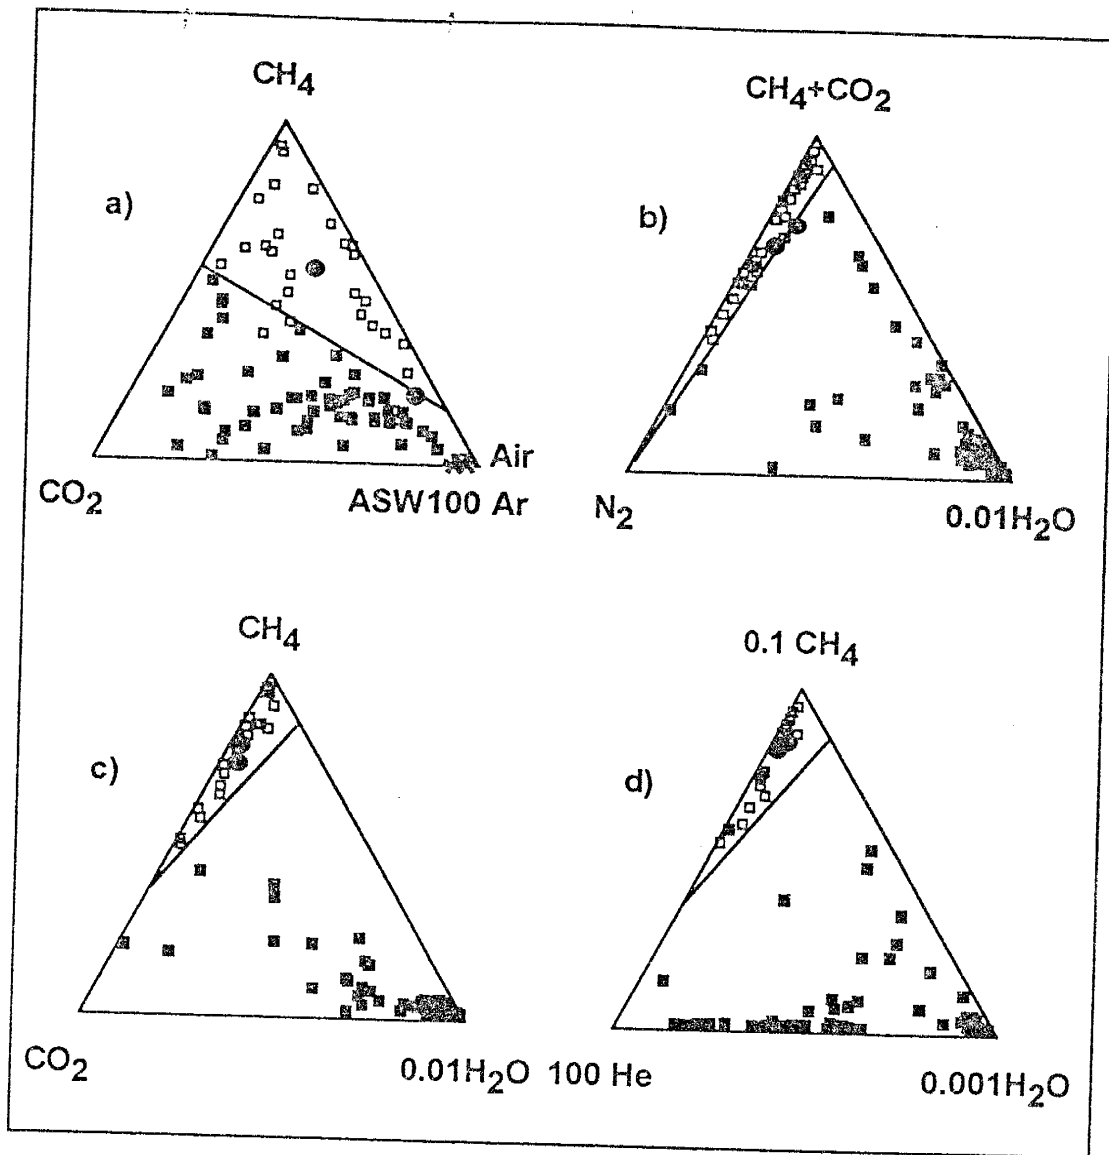 CH4
CH4+CO2
a)
b)
Air
CO2
ASW100 Ar
N2
0.01H2O
CH4
0.1 CH4
c)
d)
CO2
0.01H2O
100 He
0.001H2O